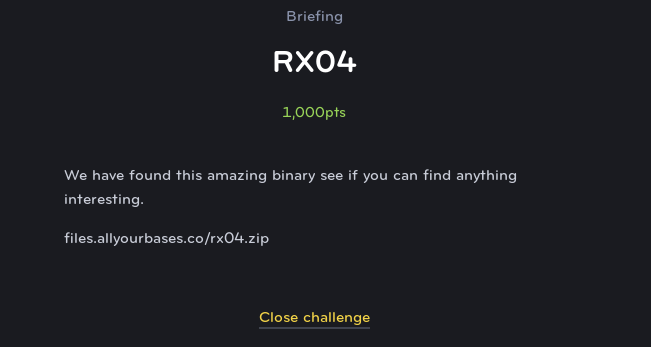 Briefing
RX04
1,000pts
We have found this amazing binary see if you can find anything
interesting.
files.allyourbases.co/rx04.zip
Close challenge